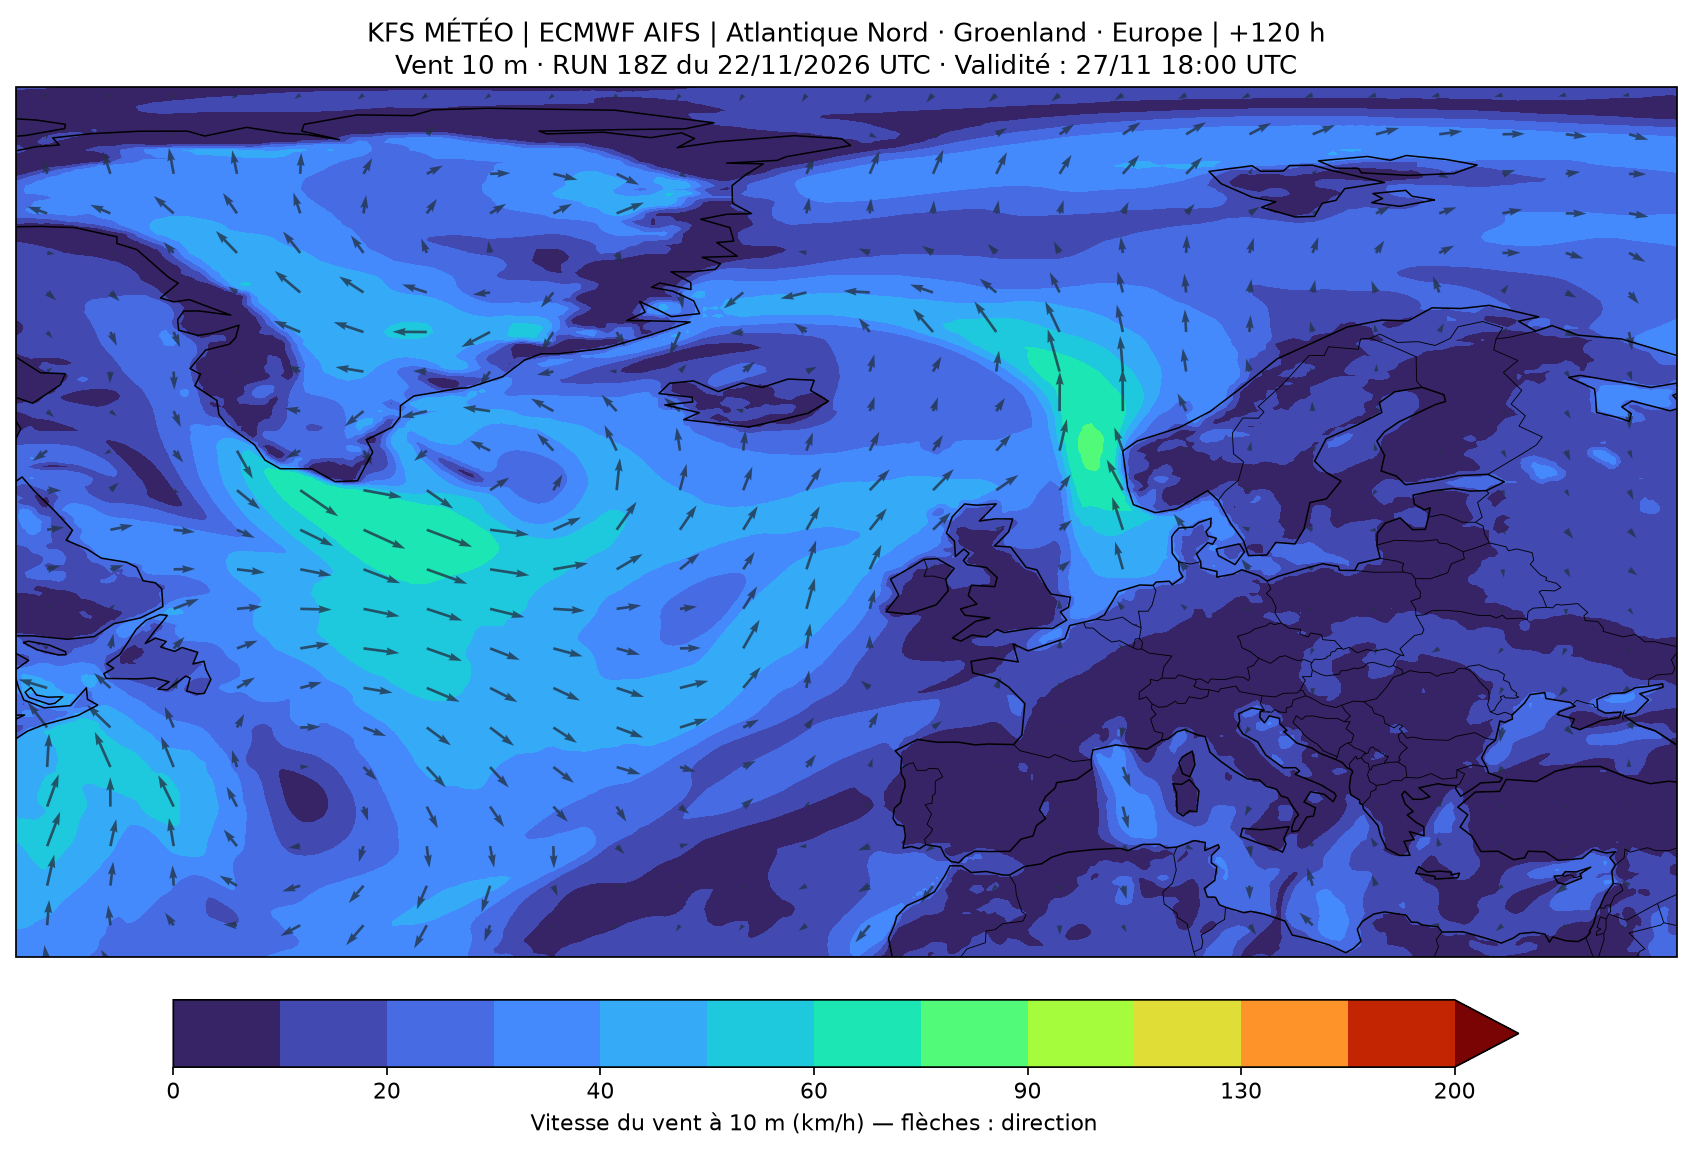 KFS MÉTÉO | ECMWF AIFS | Atlantique Nord · Groenland · Europe | +120 h
Vent 10 m · RUN 18Z du 22/11/2026 UTC · Validité : 27/11 18:00 UTC
0 20 40 60 90 130 200
Vitesse du vent à 10 m (km/h) — flèches : direction